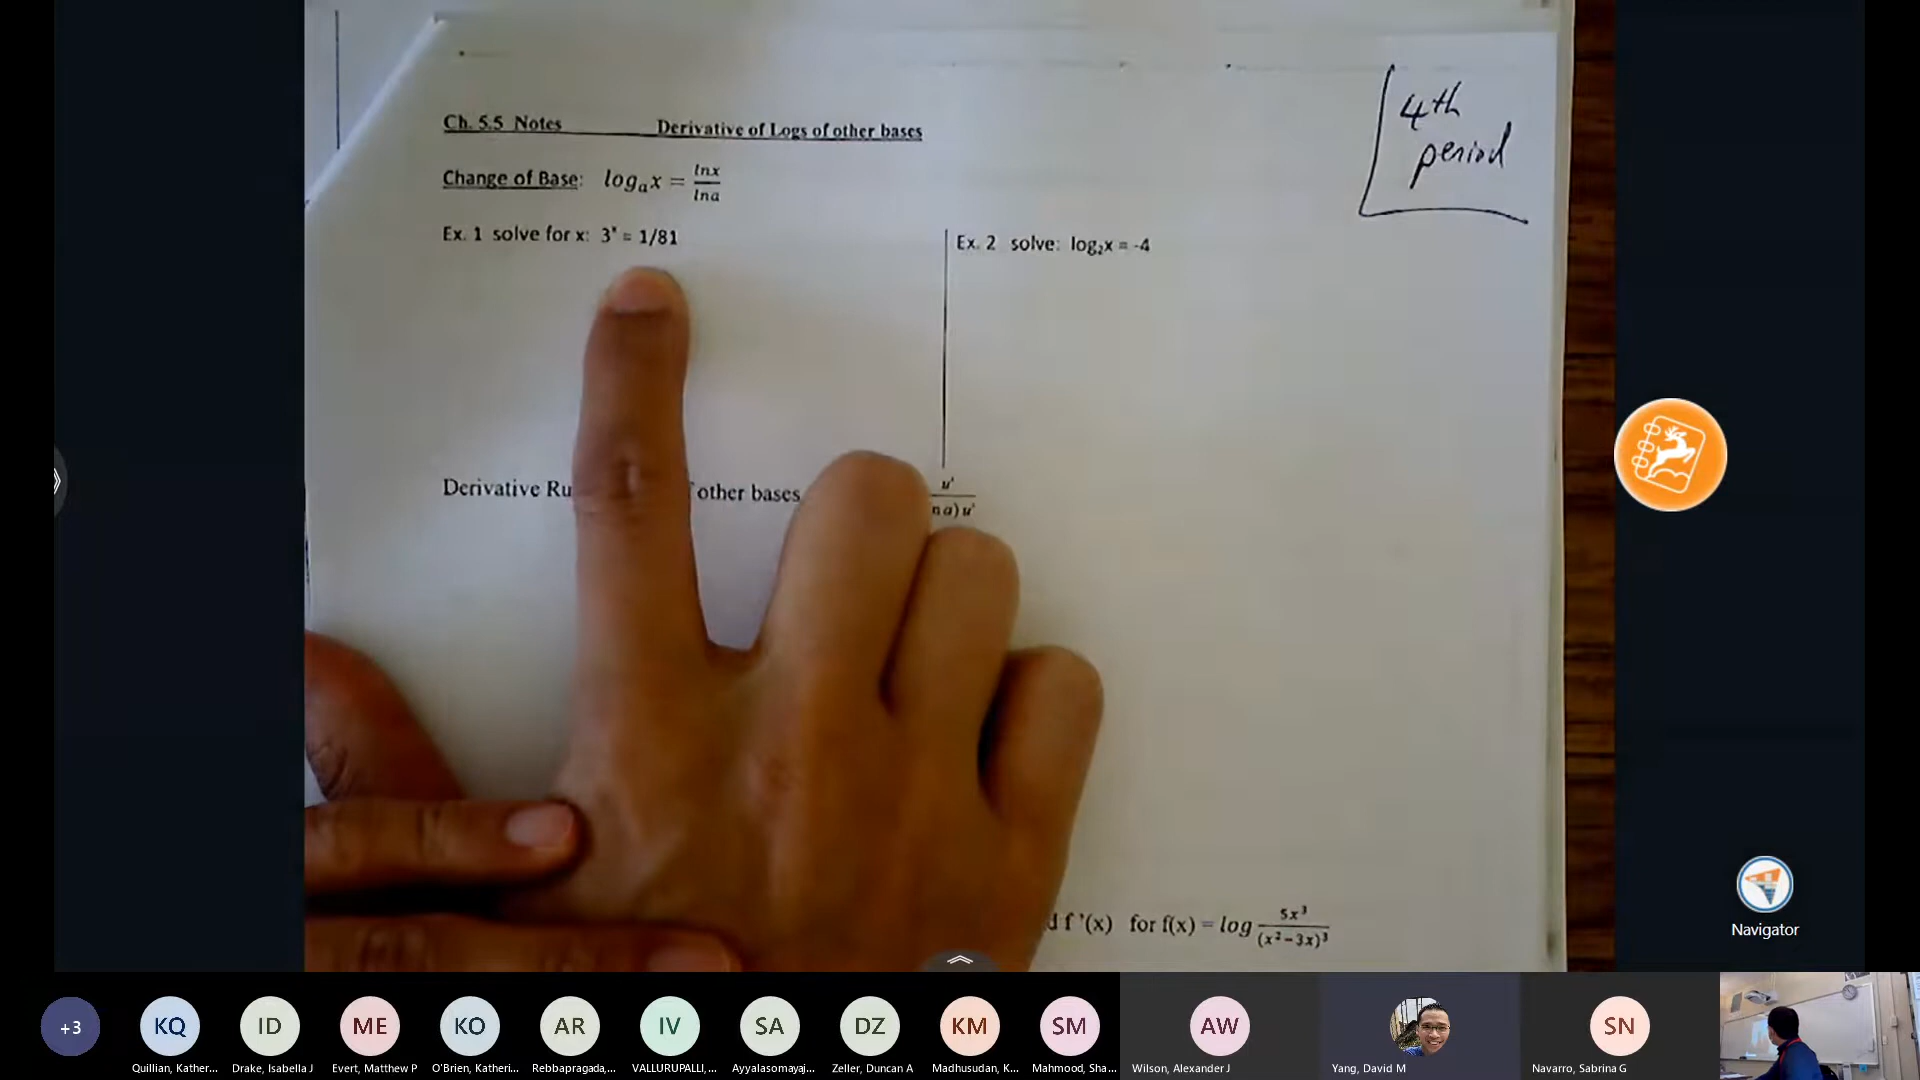 4th
period
Ch. 5.5 Notes Derivative of Logs of other bases
Change of Base: logₐx = lnx/lna
Ex. 1 solve for x: 3ˣ = 1/81
Ex. 2 solve: log₂x = -4
Derivative Ru other bases
u'
na)u
f '(x) for f(x) = log 5x³/(x² − 3x)³
Navigator
+3 KQ ID ME KO AR IV SA DZ KM SM AW SN
Quillian, Kather... Drake, Isabella J Evert, Matthew P O'Brien, Katheri... Rebbapragada,... VALLURUPALLI,... Ayyalasomayaj... Zeller, Duncan A Madhusudan, K... Mahmood, Sha... Wilson, Alexander J Yang, David M Navarro, Sabrina G